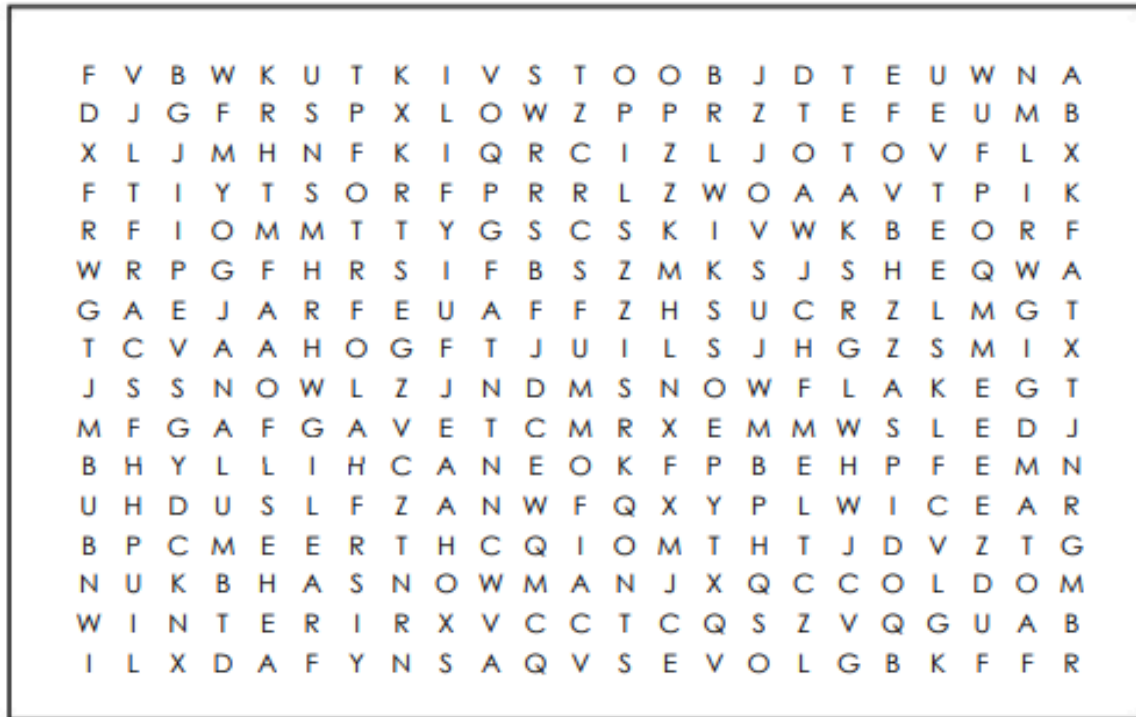 F V B W K U T K I V S T O O B J D T E U W N A
D J G F R S P X L O W Z P P R Z T E F E U M B
X L J M H N F K I Q R C I Z L J O T O V F L X
F T I Y T S O R F P R R L Z W O A A V T P I K
R F I O M M T T Y G S C S K I V W K B E O R F
W R P G F H R S I F B S Z M K S J S H E Q W A
G A E J A R F E U A F F Z H S U C R Z L M G T
T C V A A H O G F T J U I L S J H G Z S M I X
J S S N O W L Z J N D M S N O W F L A K E G T
M F G A F G A V E T C M R X E M M W S L E D J
B H Y L L I H C A N E O K F P B E H P F E M N
U H D U S L F Z A N W F Q X Y P L W I C E A R
B P C M E E R T H C Q I O M T H T J D V Z T G
N U K B H A S N O W M A N J X Q C C O L D O M
W I N T E R I R X V C C T C Q S Z V Q G U A B
I L X D A F Y N S A Q V S E V O L G B K F F R